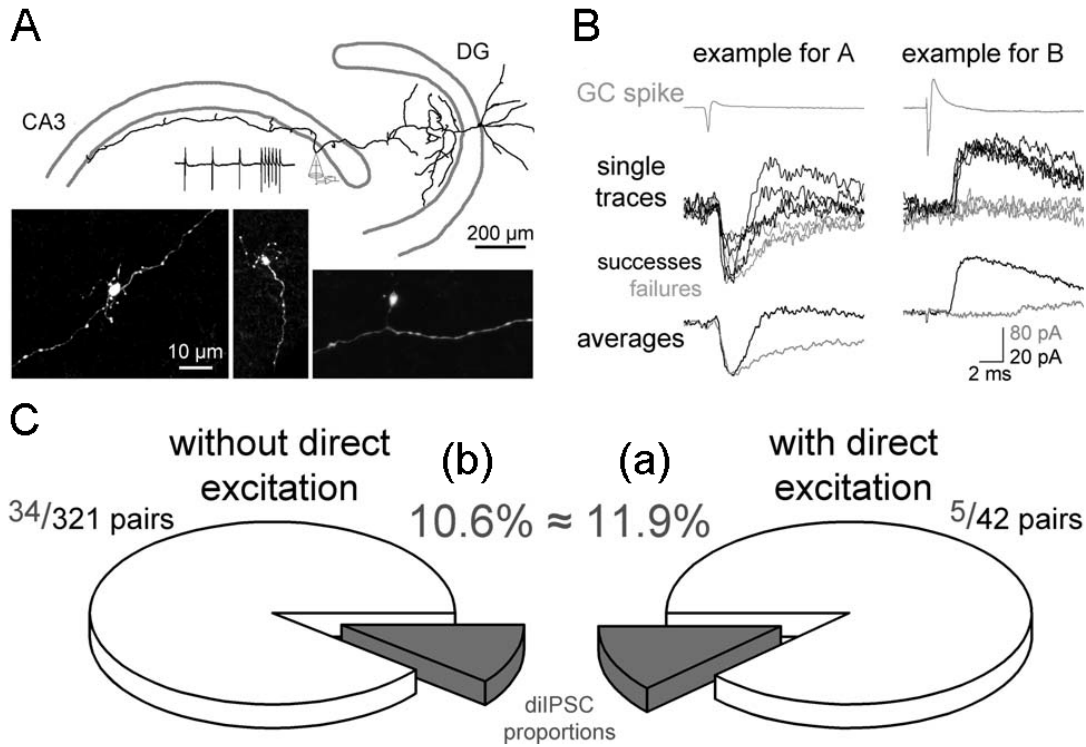 A
DG
CA3
200 µm
10 µm
B
example for A
example for B
GC spike
single
traces
successes
failures
averages
80 pA
20 pA
2 ms
C
without direct
excitation
(b)
(a)
with direct
excitation
34/321 pairs
10.6% ≈ 11.9%
5/42 pairs
diIPSC
proportions